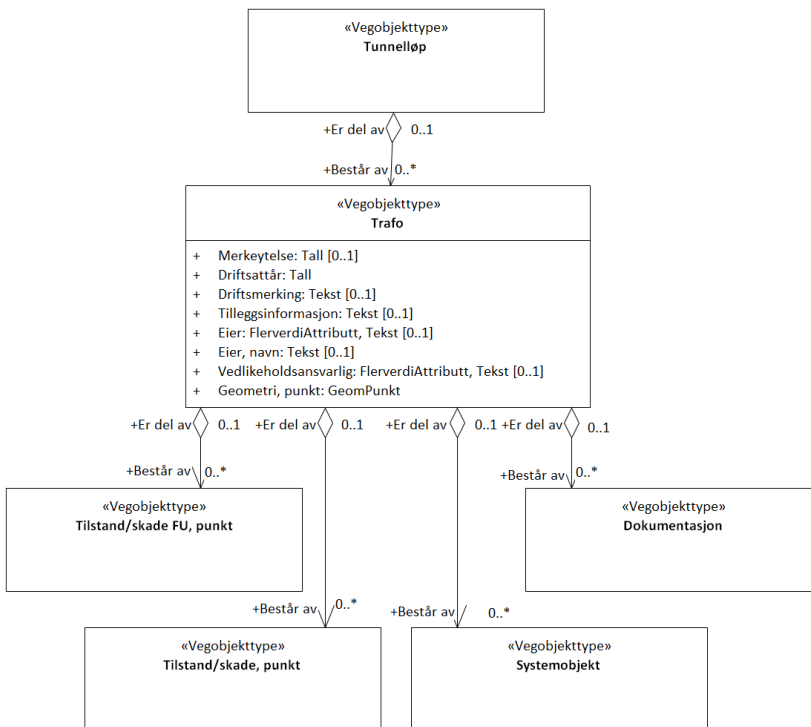 «Vegobjekttype»
Tunnelløp
+Er del av 0..1
+Består av 0..*
«Vegobjekttype»
Trafo
+ Merkeytelse: Tall [0..1]
+ Driftsattår: Tall
+ Driftsmerking: Tekst [0..1]
+ Tilleggsinformasjon: Tekst [0..1]
+ Eier: FlerverdiAttributt, Tekst [0..1]
+ Eier, navn: Tekst [0..1]
+ Vedlikeholdsansvarlig: FlerverdiAttributt, Tekst [0..1]
+ Geometri, punkt: GeomPunkt
+Er del av 0..1 +Er del av 0..1 +Er del av 0..1 +Er del av 0..1
+Består av 0..* +Består av 0..*
«Vegobjekttype» «Vegobjekttype»
Tilstand/skade FU, punkt Dokumentasjon
+Består av 0..* +Består av 0..*
«Vegobjekttype» «Vegobjekttype»
Tilstand/skade, punkt Systemobjekt